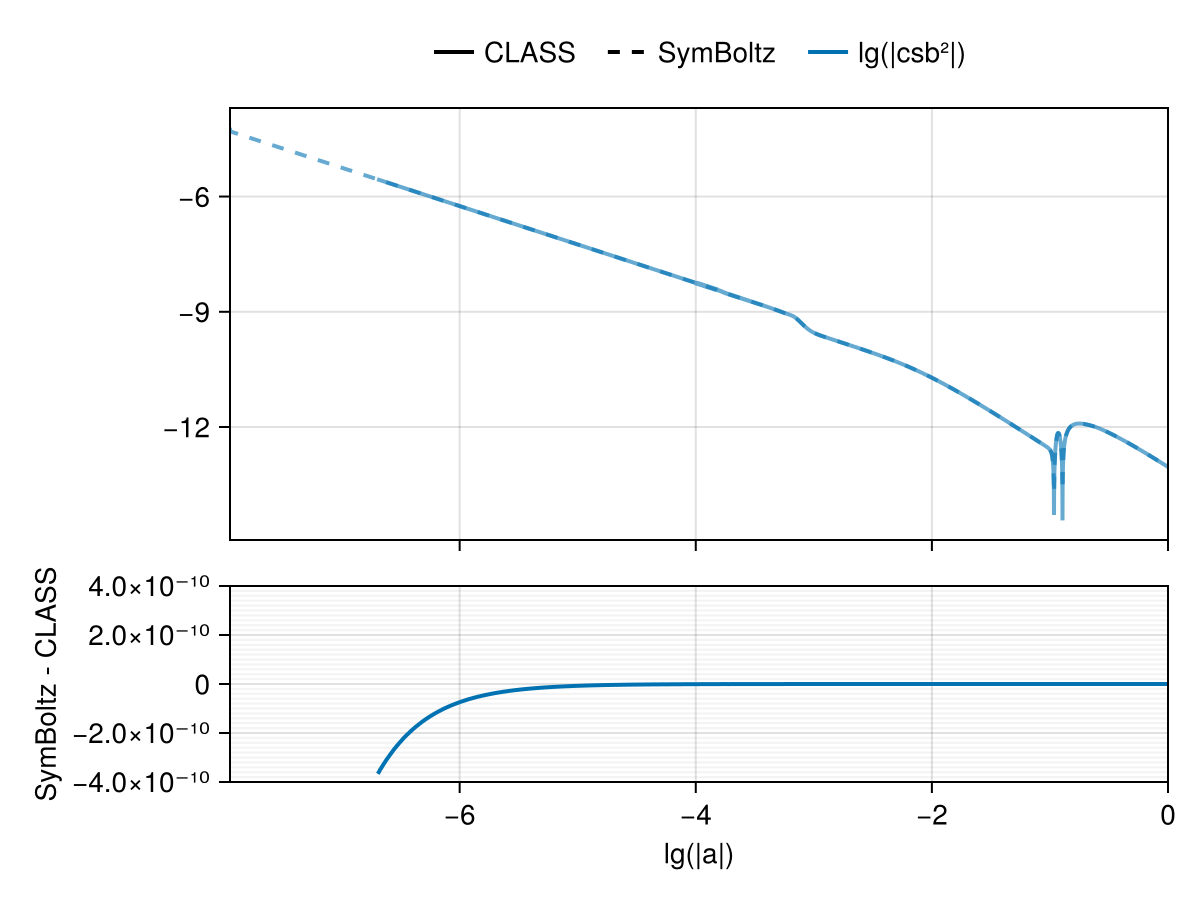 CLASS SymBoltz lg(|csb²|)
−6
−9
−12
SymBoltz - CLASS
4.0×10⁻¹⁰
2.0×10⁻¹⁰
0
−2.0×10⁻¹⁰
−4.0×10⁻¹⁰
−6 −4 −2 0
lg(|a|)